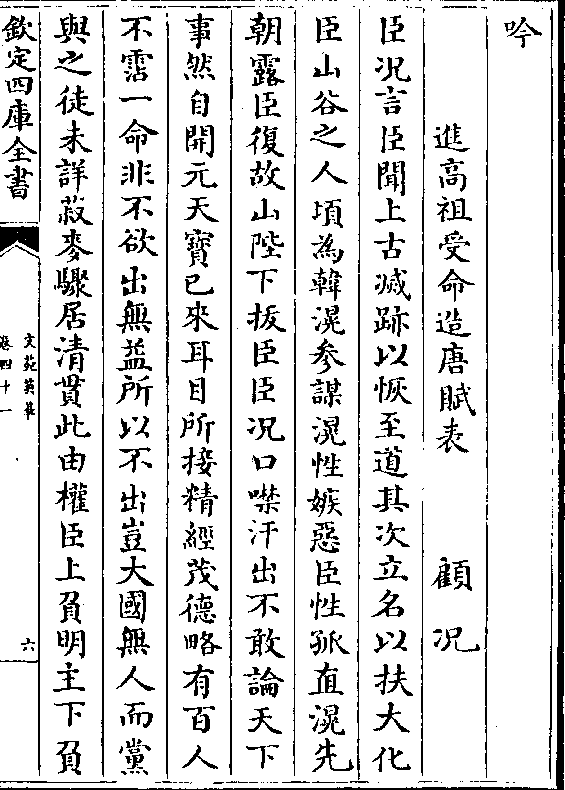 吟
進高祖受命造唐賦表 顧況
臣況言臣聞上古滅跡以恢至道其次立名以扶大化
臣山谷之人頃為韓滉參謀滉性嫉惡臣性孤直滉先
朝露臣復故山陛下拔臣臣況口噤汗出不敢論天下
事然自開元天寶已來耳目所接精經茂德略有百人
不霑一命非不欲出無益所以不出豈大國無人而黨
與之徒未詳菽麥驟居清貫此由權臣上負明主下負
欽定四庫全書
文苑英華
卷四十一
六